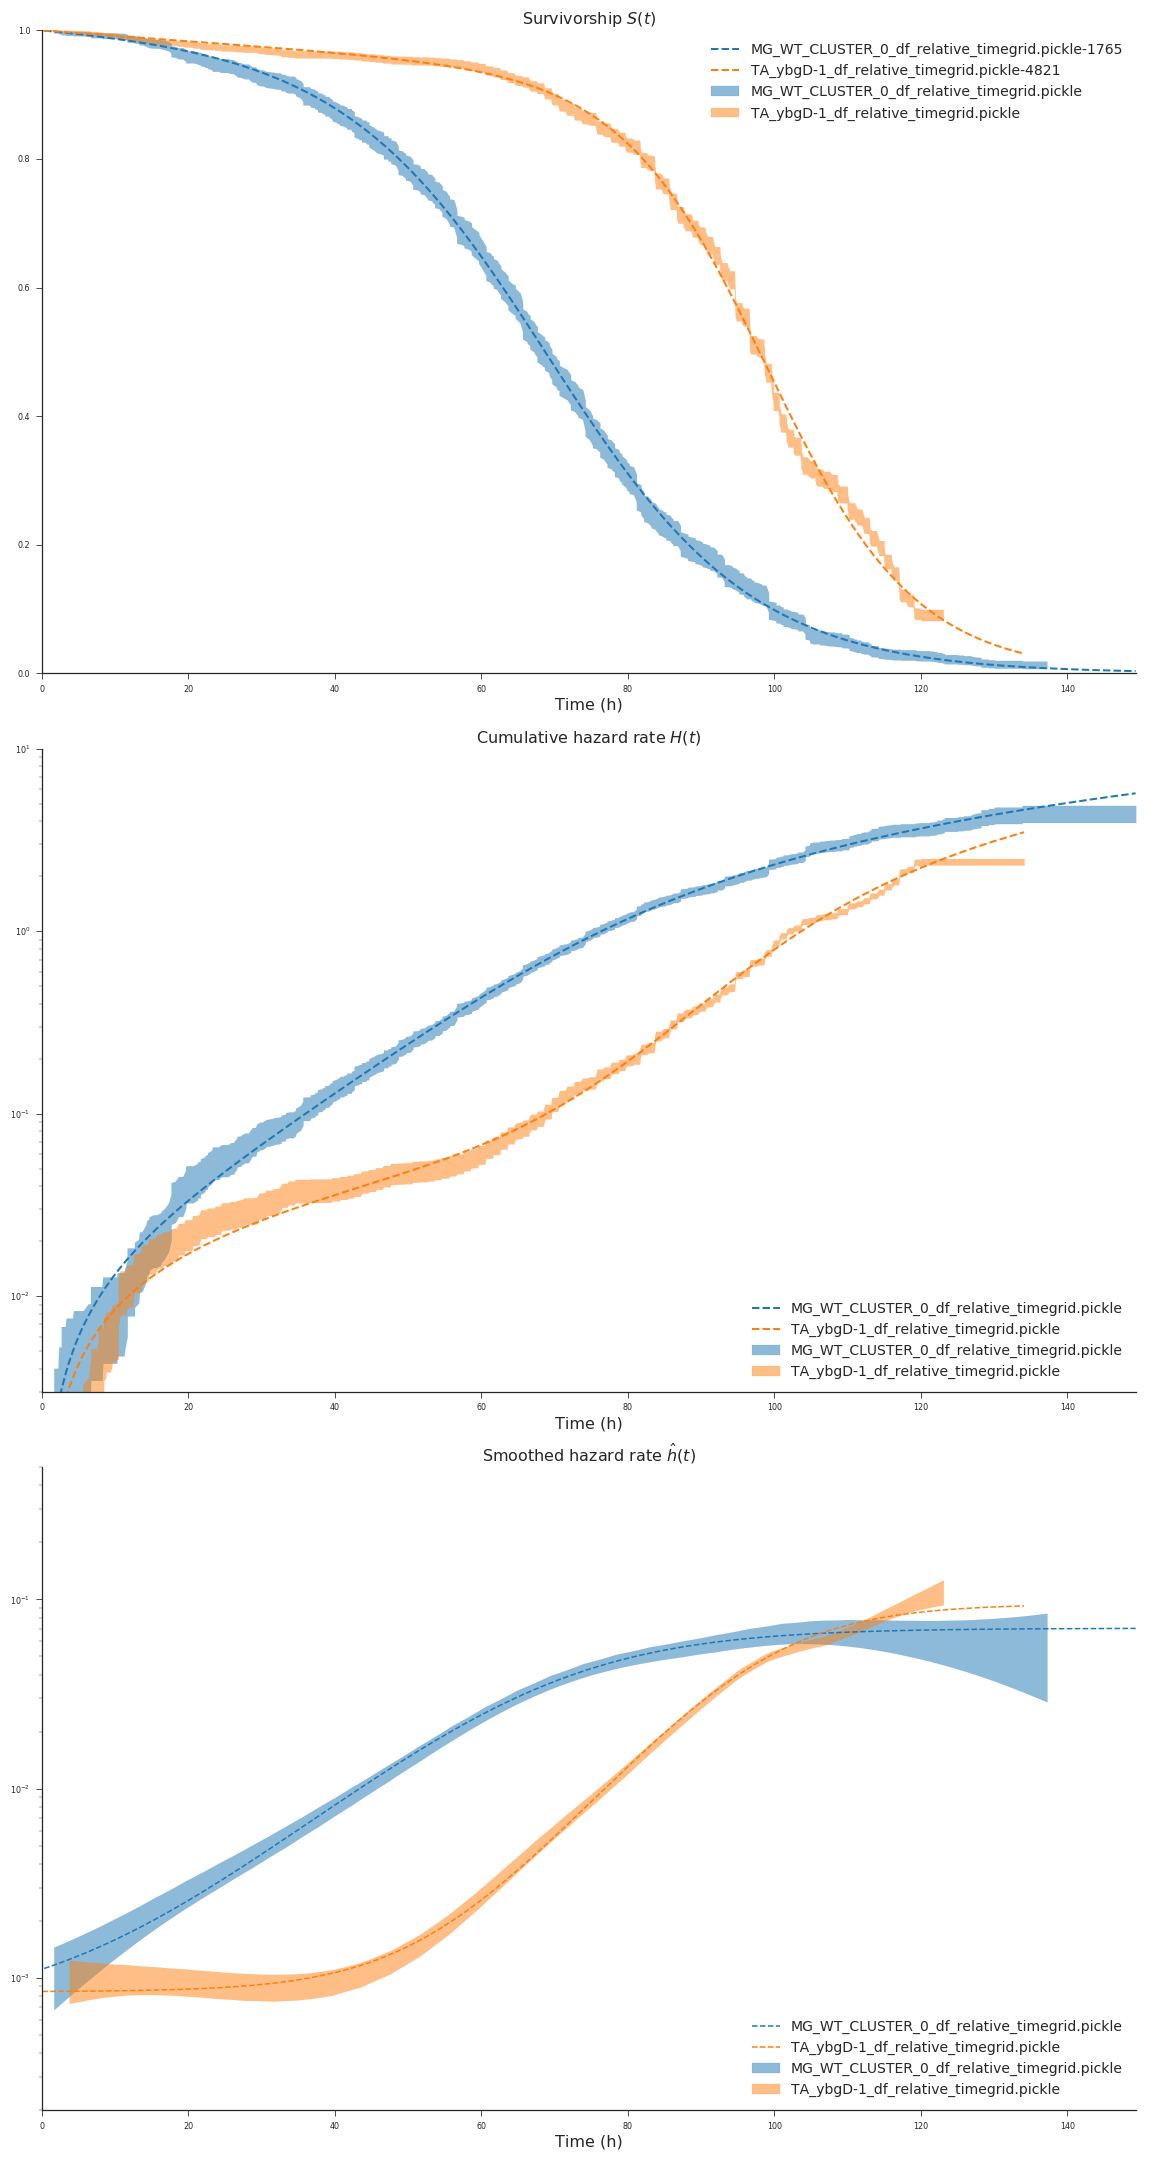 Survivorship S(t)
1.0
0.8
0.6
0.4
0.2
0.0
MG_WT_CLUSTER_0_df_relative_timegrid.pickle-1765
TA_ybgD-1_df_relative_timegrid.pickle-4821
MG_WT_CLUSTER_0_df_relative_timegrid.pickle
TA_ybgD-1_df_relative_timegrid.pickle
0 20 40 60 80 100 120 140
Time (h)
Cumulative hazard rate H(t)
10¹
10⁰
10⁻¹
10⁻²
MG_WT_CLUSTER_0_df_relative_timegrid.pickle
TA_ybgD-1_df_relative_timegrid.pickle
MG_WT_CLUSTER_0_df_relative_timegrid.pickle
TA_ybgD-1_df_relative_timegrid.pickle
0 20 40 60 80 100 120 140
Time (h)
Smoothed hazard rate ĥ(t)
10⁻¹
10⁻²
10⁻³
MG_WT_CLUSTER_0_df_relative_timegrid.pickle
TA_ybgD-1_df_relative_timegrid.pickle
MG_WT_CLUSTER_0_df_relative_timegrid.pickle
TA_ybgD-1_df_relative_timegrid.pickle
0 20 40 60 80 100 120 140
Time (h)